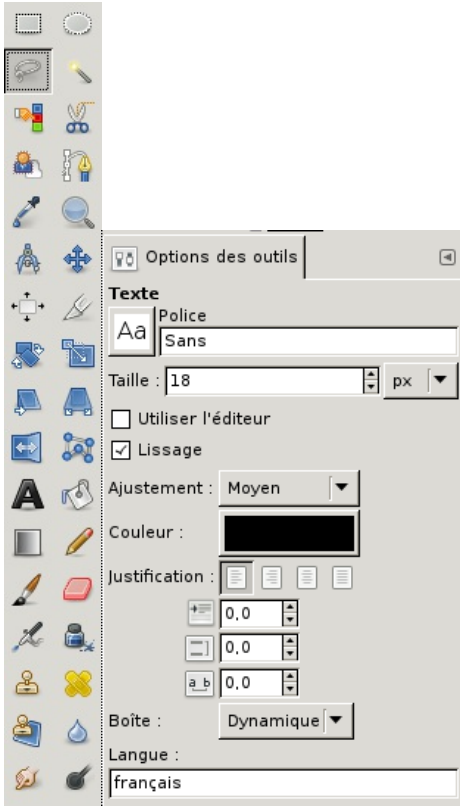 Options des outils
Texte
Aa
Police
Sans
Taille : 18 px
Utiliser l'éditeur
Lissage
Ajustement : Moyen
Couleur :
Justification :
0,0
0,0
a b 0,0
Boîte : Dynamique
Langue :
français